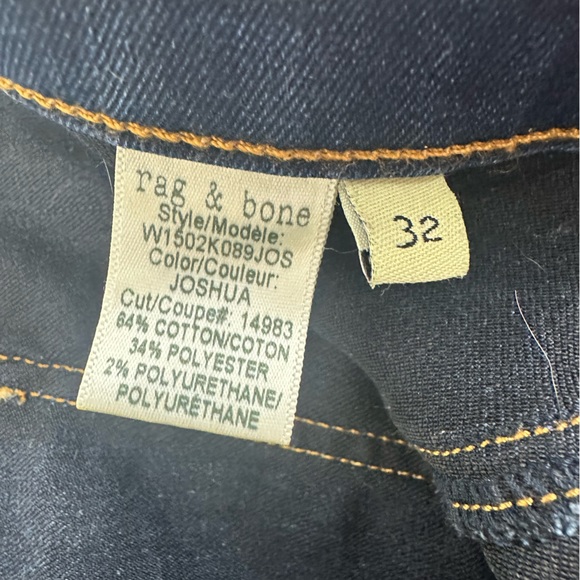 rag & bone
Style/Modèle:
W1502K089JOS
Color/Couleur:
JOSHUA
Cut/Coupe#. 14983
64% COTTON/COTON
34% POLYESTER
2% POLYURETHANE/
POLYURÉTHANE
32